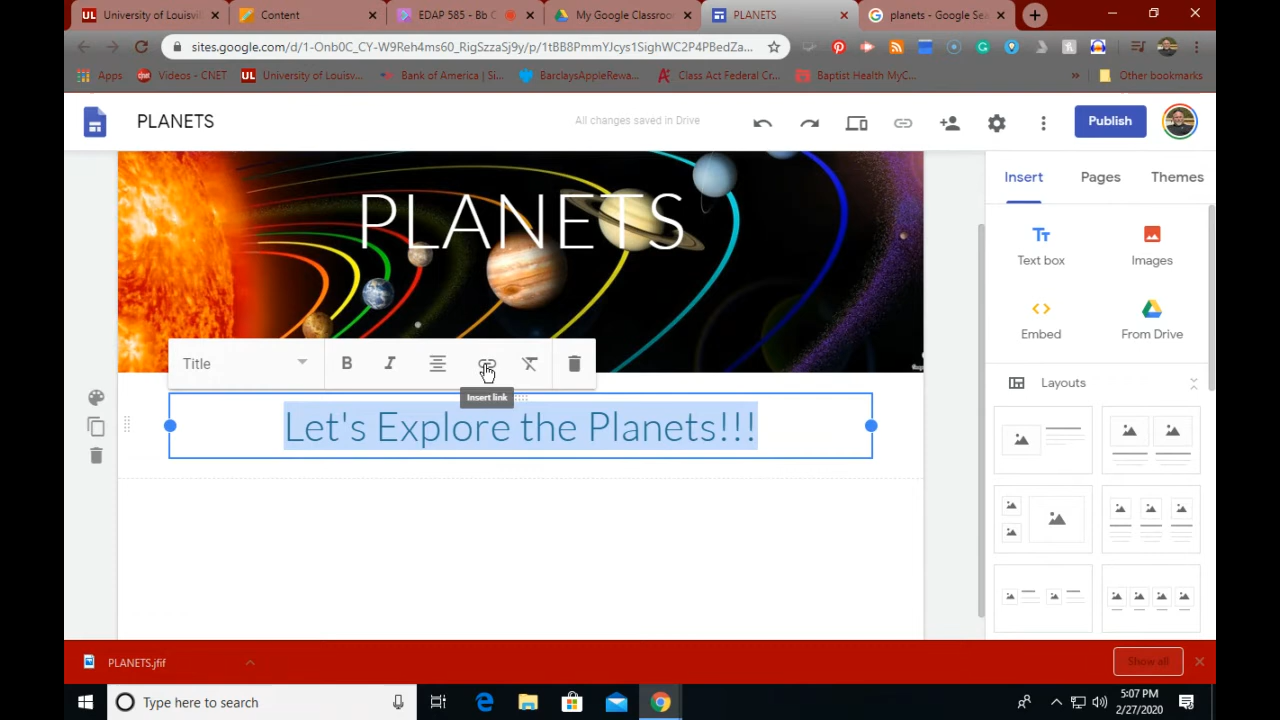 University of Louisvill
Content
EDAP 585 - Bb C
My Google Classroo
PLANETS
planets - Google Sea
sites.google.com/d/1-Onb0C_CY-W9Reh4ms60_RigSzzaSj9y/p/1tBB8PmmYJcys1SighWC2P4PBedZa...
Apps
Videos - CNET
University of Louisv...
Bank of America | Si...
BarclaysAppleRewa...
Class Act Federal Cr...
Baptist Health MyC...
»
Other bookmarks
PLANETS
All changes saved in Drive
Publish
PLANETS
Insert
Pages
Themes
Text box
Images
Embed
From Drive
Layouts
Title
B
I
Insert link
Let's Explore the Planets!!!
PLANETS.jfif
Show all
Type here to search
5:07 PM
2/27/2020